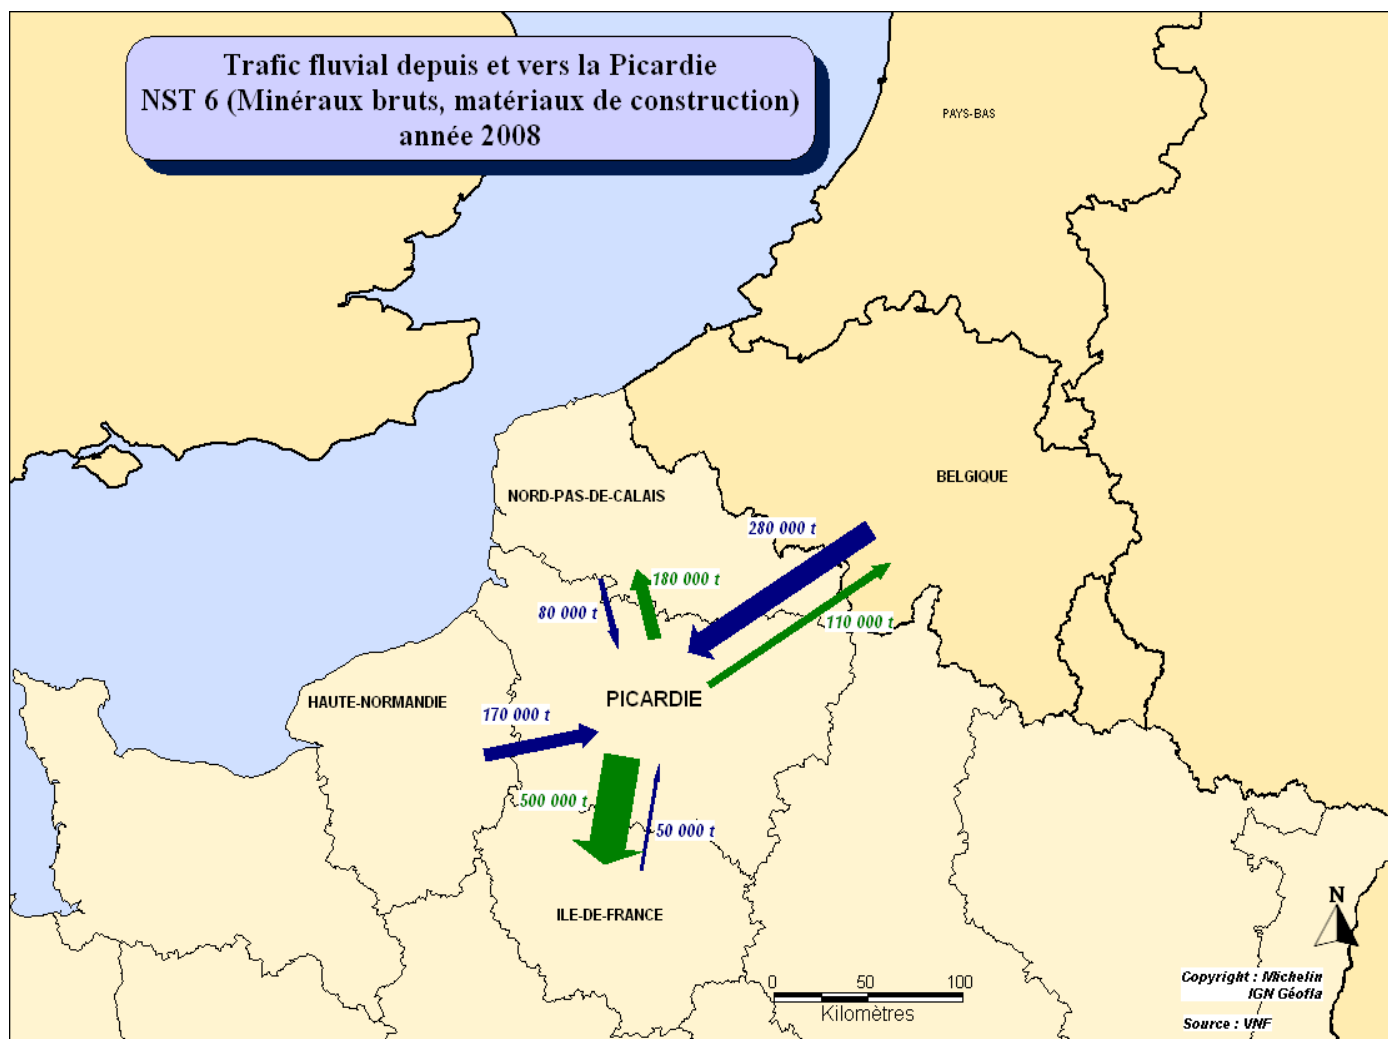 Trafic fluvial depuis et vers la Picardie
NST 6 (Minéraux bruts, matériaux de construction)
année 2008
PAYS-BAS
BELGIQUE
NORD-PAS-DE-CALAIS
280 000 t
180 000 t
80 000 t
110 000 t
HAUTE-NORMANDIE
PICARDIE
170 000 t
500 000 t
50 000 t
ILE-DE-FRANCE
N
0 50 100
Kilomètres
Copyright : Michelin
IGN Géofla
Source : VNF